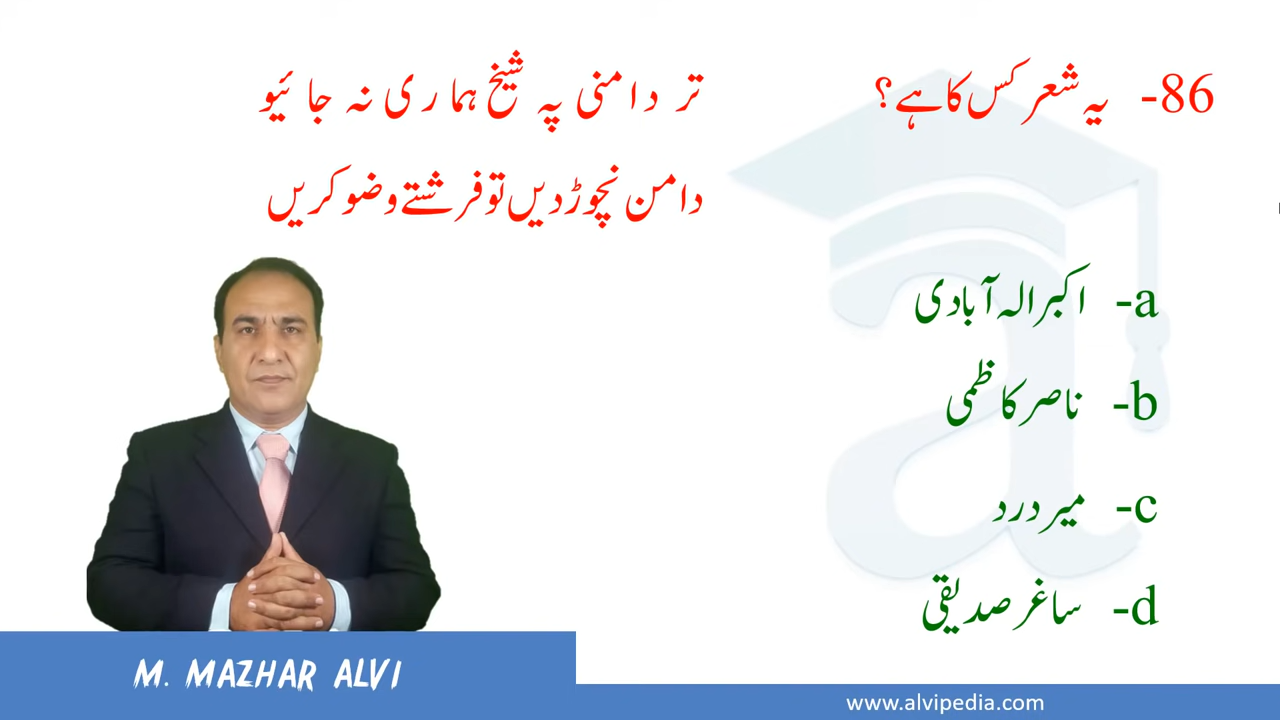 86- یہ شعر کس کا ہے؟
تر دامنی پہ شیخ ہماری نہ جائیو
دامن نچوڑ دیں تو فرشتے وضو کریں
a- اکبر الہ آبادی
b- ناصر کاظمی
c- میر درد
d- ساغر صدیقی
M. MAZHAR ALVI
www.alvipedia.com